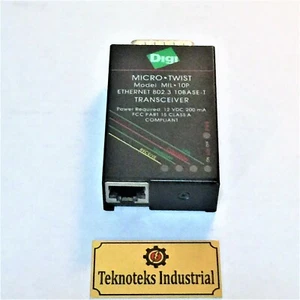 Digi
MICRO•TWIST
Model: MIL•10P
ETHERNET 802.3 10BASE-T
TRANSCEIVER
Power Required: 12 VDC 200 mA
FCC PART 15 CLASS A
COMPLIANT
Teknoteks Industrial